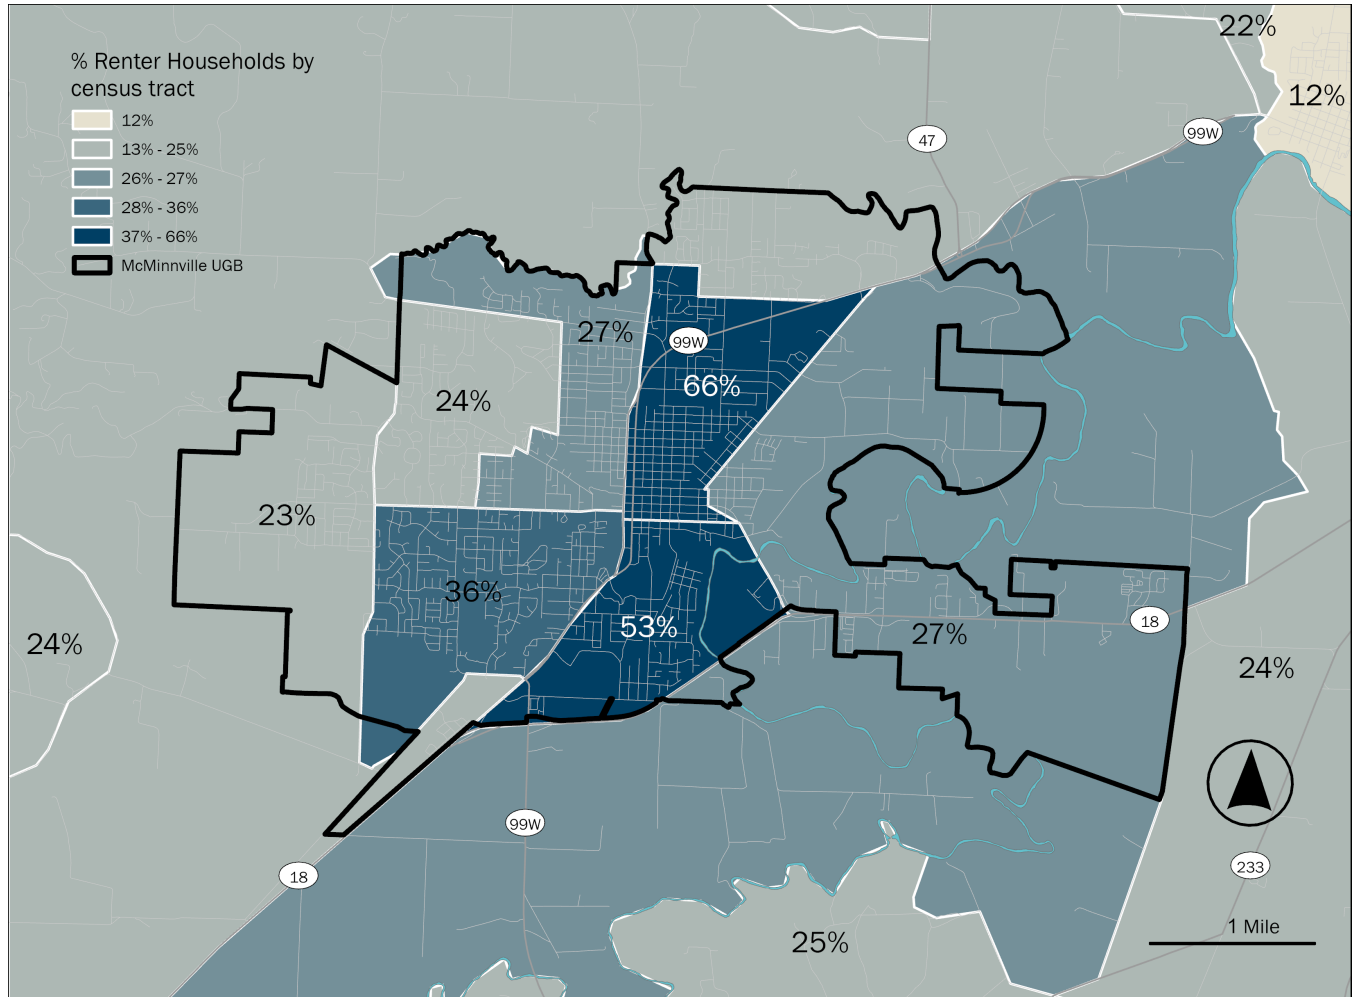 % Renter Households by
census tract
12%
13% - 25%
26% - 27%
28% - 36%
37% - 66%
McMinnville UGB
22%
12%
99W
47
27%
99W
66%
24%
23%
36%
53%
24%
27%
18
24%
99W
18
233
25%
1 Mile